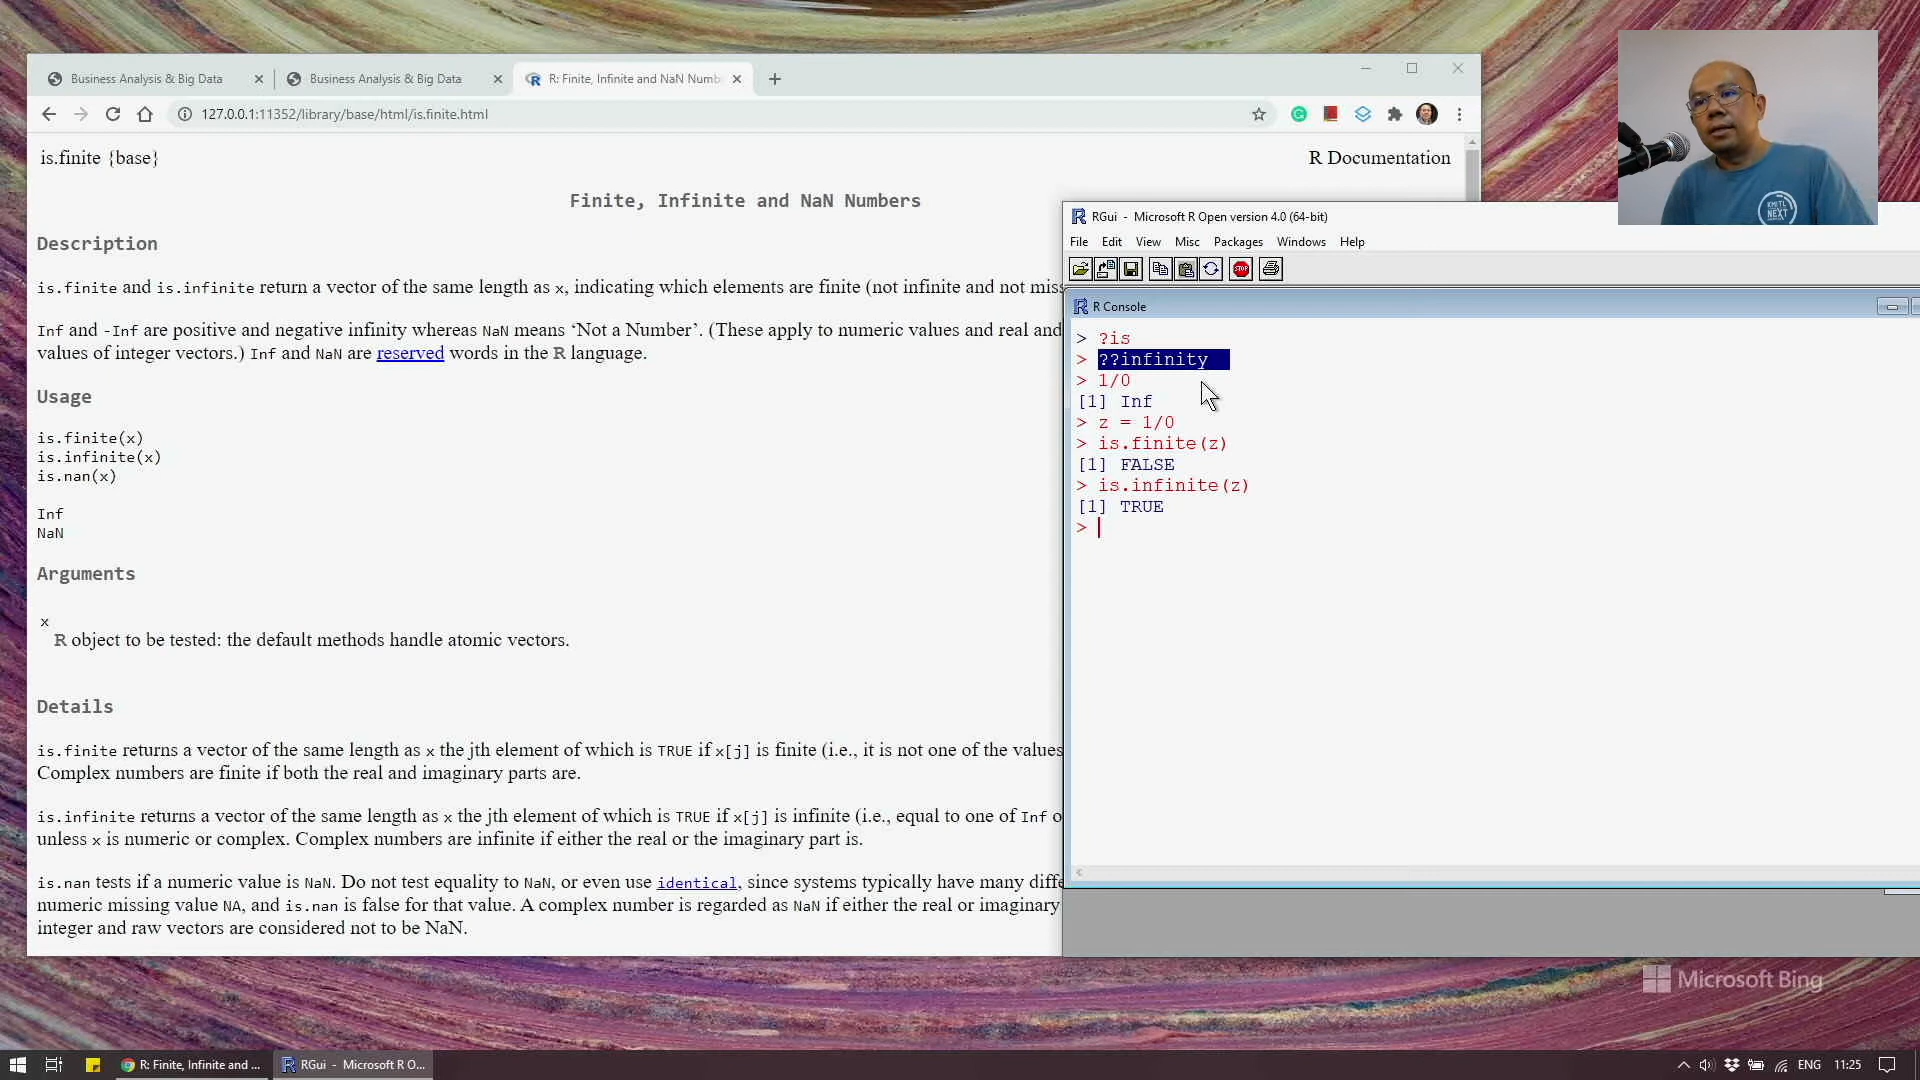 Business Analysis & Big Data
Business Analysis & Big Data
R: Finite, Infinite and NaN Numb
127.0.0.1:11352/library/base/html/is.finite.html
is.finite {base}
R Documentation
Finite, Infinite and NaN Numbers
Description
is.finite and is.infinite return a vector of the same length as x, indicating which elements are finite (not infinite and not miss
Inf and -Inf are positive and negative infinity whereas NaN means ‘Not a Number’. (These apply to numeric values and real and
values of integer vectors.) Inf and NaN are reserved words in the R language.
Usage
is.finite(x)
is.infinite(x)
is.nan(x)
Inf
NaN
Arguments
x
R object to be tested: the default methods handle atomic vectors.
Details
is.finite returns a vector of the same length as x the jth element of which is TRUE if x[j] is finite (i.e., it is not one of the values
Complex numbers are finite if both the real and imaginary parts are.
is.infinite returns a vector of the same length as x the jth element of which is TRUE if x[j] is infinite (i.e., equal to one of Inf o
unless x is numeric or complex. Complex numbers are infinite if either the real or the imaginary part is.
is.nan tests if a numeric value is NaN. Do not test equality to NaN, or even use identical, since systems typically have many diffe
numeric missing value NA, and is.nan is false for that value. A complex number is regarded as NaN if either the real or imaginary
integer and raw vectors are considered not to be NaN.
KMITL
NEXT
RGui - Microsoft R Open version 4.0 (64-bit)
File Edit View Misc Packages Windows Help
STOP
R Console
> ?is
> ??infinity
> 1/0
[1] Inf
> z = 1/0
> is.finite(z)
[1] FALSE
> is.infinite(z)
[1] TRUE
>
Microsoft Bing
R: Finite, Infinite and ...
RGui - Microsoft R O...
ENG
11:25